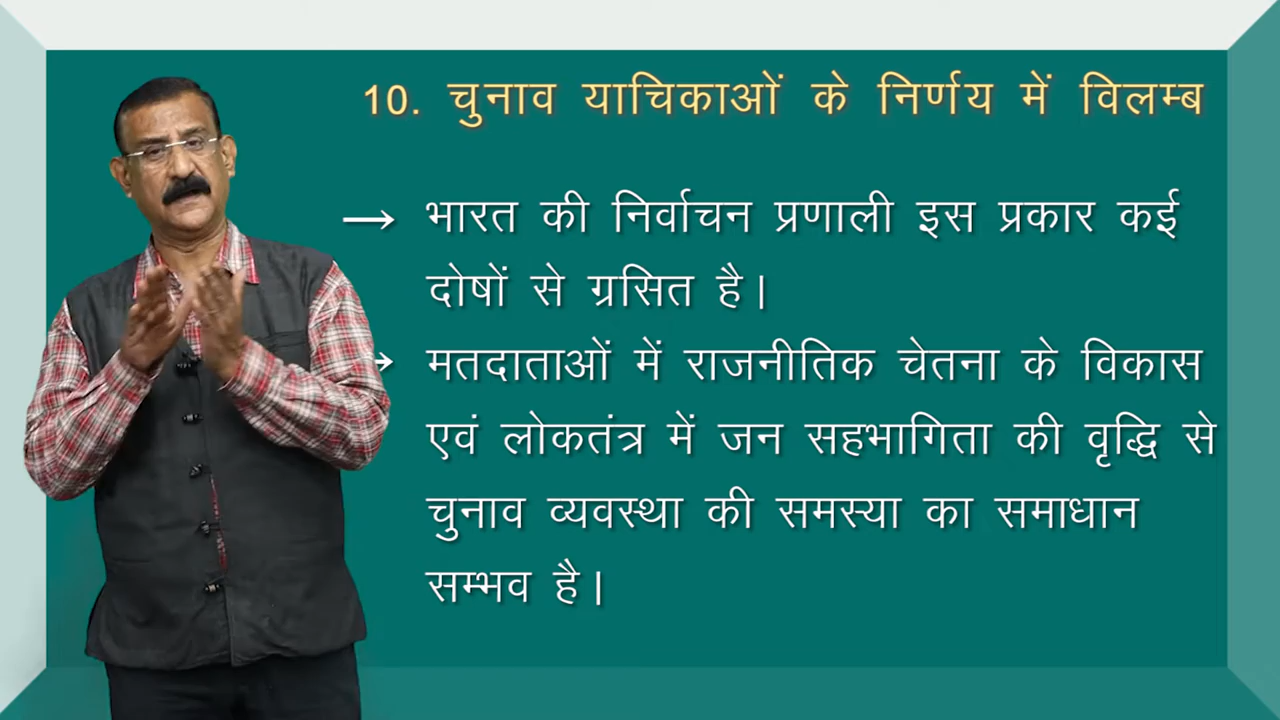 10. चुनाव याचिकाओं के निर्णय में विलम्ब
→ भारत की निर्वाचन प्रणाली इस प्रकार कई
दोषों से ग्रसित है।
→ मतदाताओं में राजनीतिक चेतना के विकास
एवं लोकतंत्र में जन सहभागिता की वृद्धि से
चुनाव व्यवस्था की समस्या का समाधान
सम्भव है।